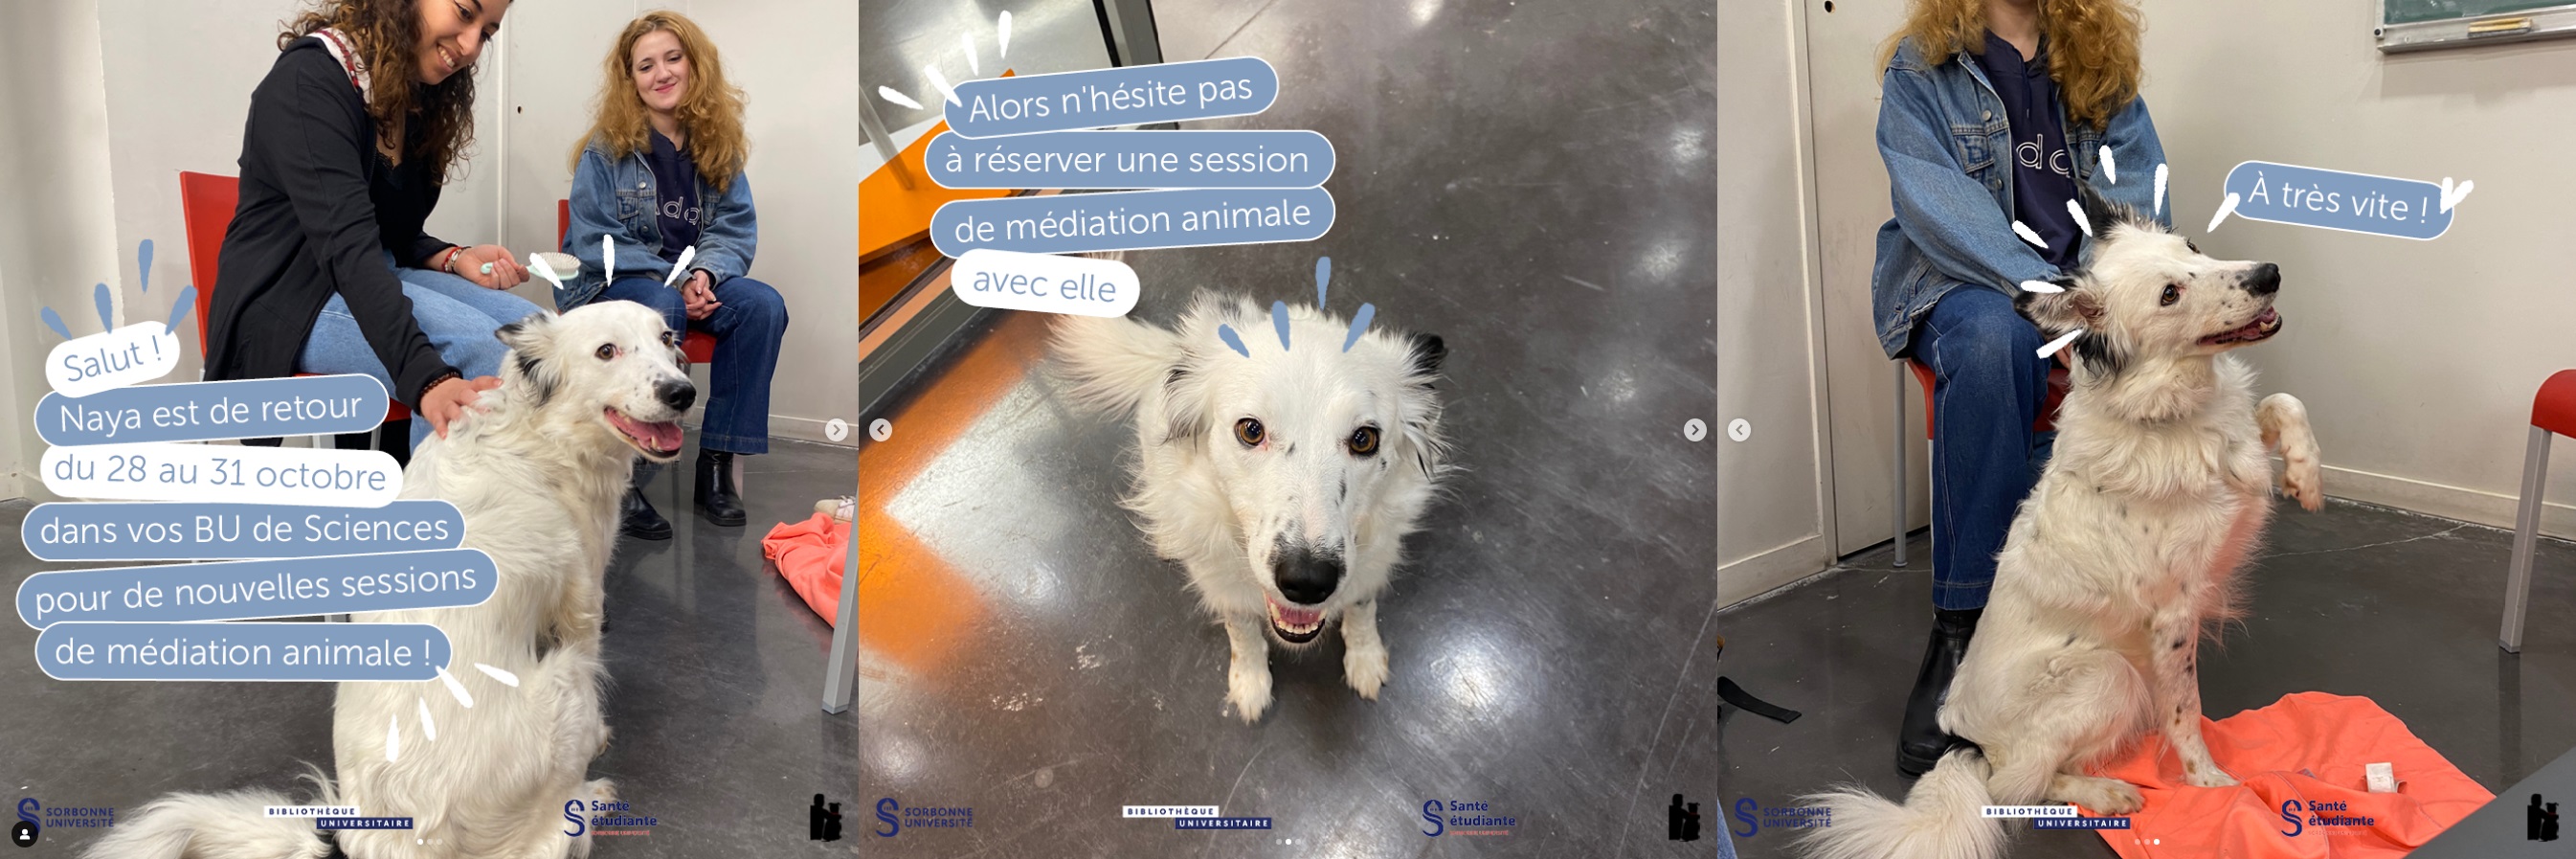 Salut !
Naya est de retour
du 28 au 31 octobre
dans vos BU de Sciences
pour de nouvelles sessions
de médiation animale !
SORBONNE
UNIVERSITÉ
BIBLIOTHÈQUE
UNIVERSITAIRE
Santé
étudiante
Alors n'hésite pas
à réserver une session
de médiation animale
avec elle
SORBONNE
UNIVERSITÉ
BIBLIOTHÈQUE
UNIVERSITAIRE
Santé
étudiante
À très vite !
SORBONNE
UNIVERSITÉ
BIBLIOTHÈQUE
UNIVERSITAIRE
Santé
étudiante